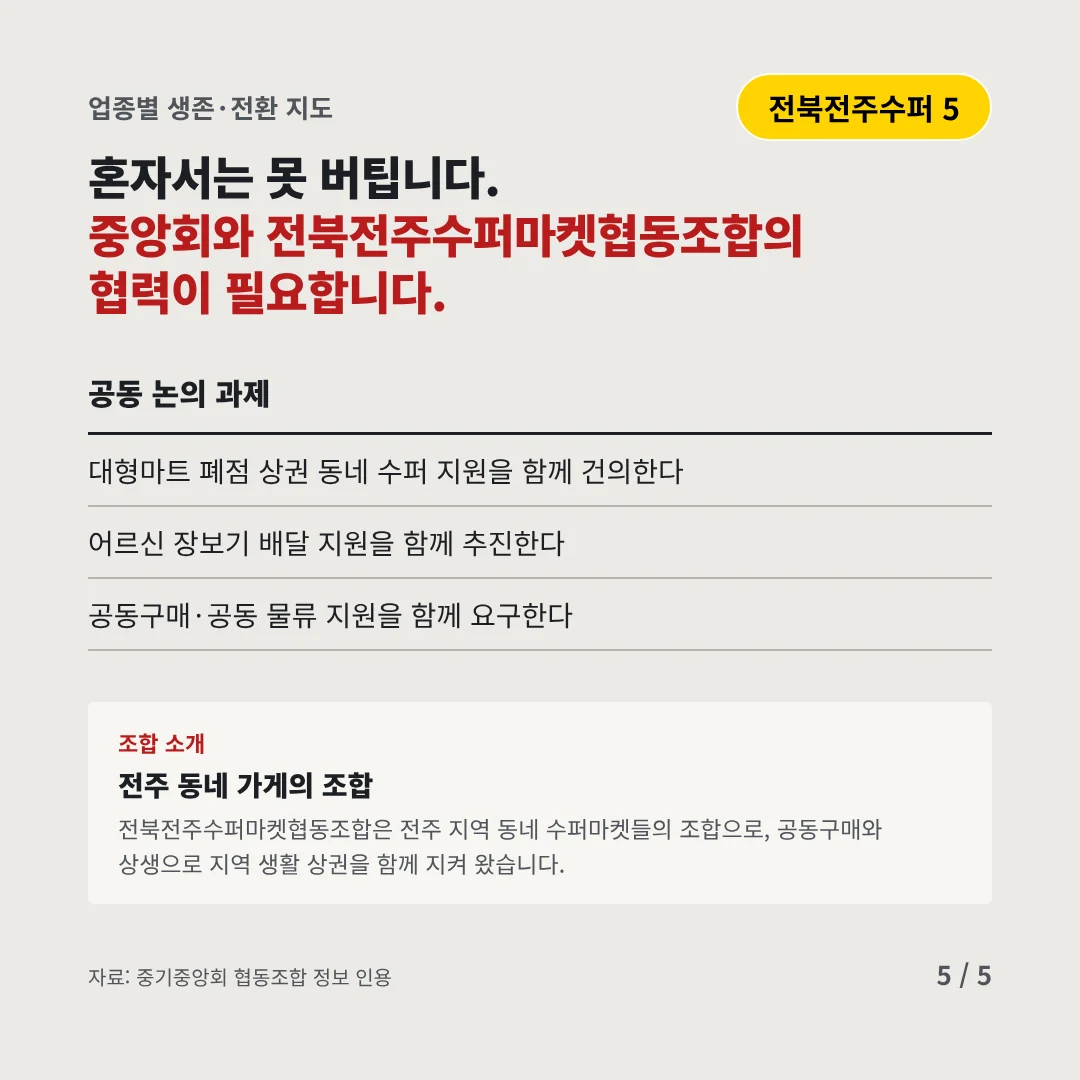 업종별 생존·전환 지도
전북전주수퍼 5
혼자서는 못 버팁니다.
중앙회와 전북전주수퍼마켓협동조합의
협력이 필요합니다.
공동 논의 과제
대형마트 폐점 상권 동네 수퍼 지원을 함께 건의한다
어르신 장보기 배달 지원을 함께 추진한다
공동구매·공동 물류 지원을 함께 요구한다
조합 소개
전주 동네 가게의 조합
전북전주수퍼마켓협동조합은 전주 지역 동네 수퍼마켓들의 조합으로, 공동구매와
상생으로 지역 생활 상권을 함께 지켜 왔습니다.
자료: 중기중앙회 협동조합 정보 인용
5 / 5